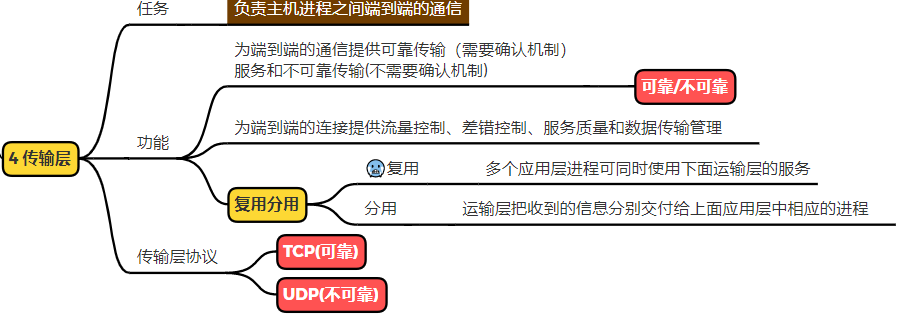 任务
负责主机进程之间端到端的通信
为端到端的通信提供可靠传输（需要确认机制）
服务和不可靠传输(不需要确认机制)
可靠/不可靠
4 传输层
功能
为端到端的连接提供流量控制、差错控制、服务质量和数据传输管理
复用分用
复用
多个应用层进程可同时使用下面运输层的服务
分用
运输层把收到的信息分别交付给上面应用层中相应的进程
传输层协议
TCP(可靠)
UDP(不可靠)